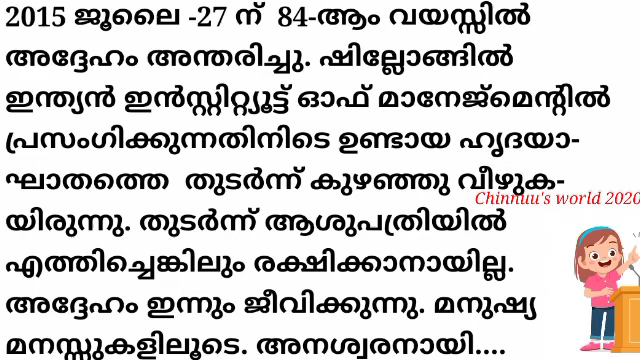 2015 ജൂലൈ -27 ന് 84-ആം വയസ്സിൽ
അദ്ദേഹം അന്തരിച്ചു. ഷില്ലോങ്ങിൽ
ഇന്ത്യൻ ഇൻസ്റ്റിറ്റ്യൂട്ട് ഓഫ് മാനേജ്മെന്റിൽ
പ്രസംഗിക്കുന്നതിനിടെ ഉണ്ടായ ഹൃദയാ-
ഘാതത്തെ തുടർന്ന് കുഴഞ്ഞു വീഴുക-
Chinnuu's world 2020
യിരുന്നു. തുടർന്ന് ആശുപത്രിയിൽ
എത്തിച്ചെങ്കിലും രക്ഷിക്കാനായില്ല.
അദ്ദേഹം ഇന്നും ജീവിക്കുന്നു. മനുഷ്യ
മനസ്സുകളിലൂടെ. അനശ്വരനായി....